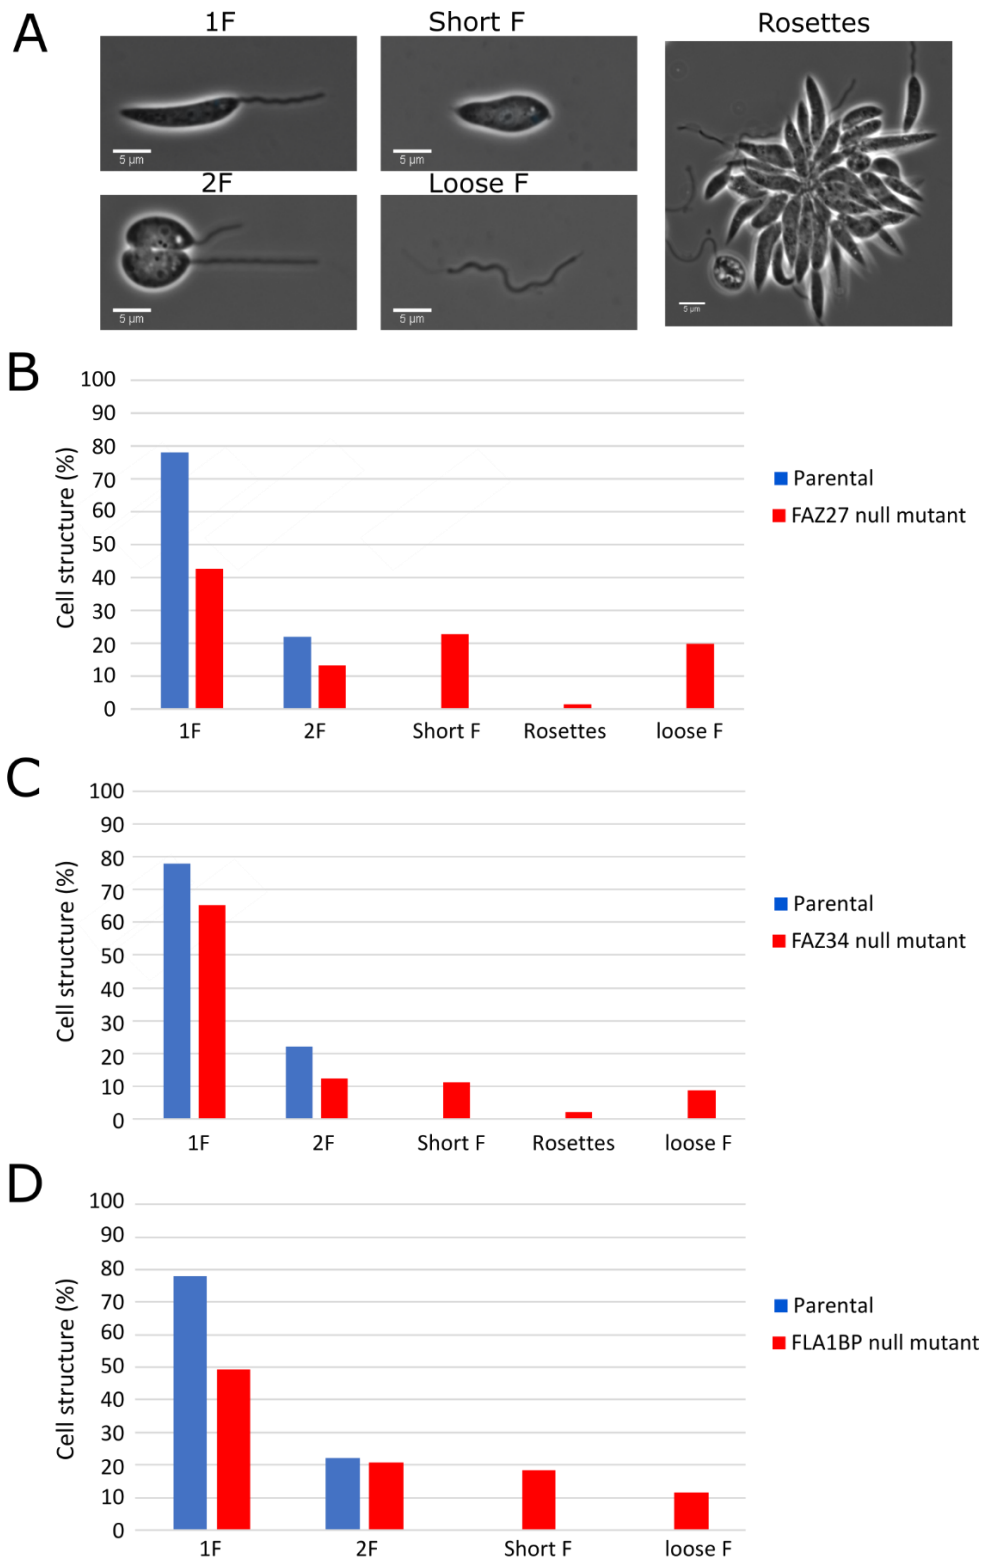 A
1F
Short F
Rosettes
5 µm
5 µm
2F
Loose F
5 µm
5 µm
5 µm
B
100
90
80
70
60
50
40
30
20
10
0
Cell structure (%)
1F
2F
Short F
Rosettes
loose F
Parental
FAZ27 null mutant
C
100
90
80
70
60
50
40
30
20
10
0
Cell structure (%)
1F
2F
Short F
Rosettes
loose F
Parental
FAZ34 null mutant
D
100
90
80
70
60
50
40
30
20
10
0
Cell structure (%)
1F
2F
Short F
loose F
Parental
FLA1BP null mutant